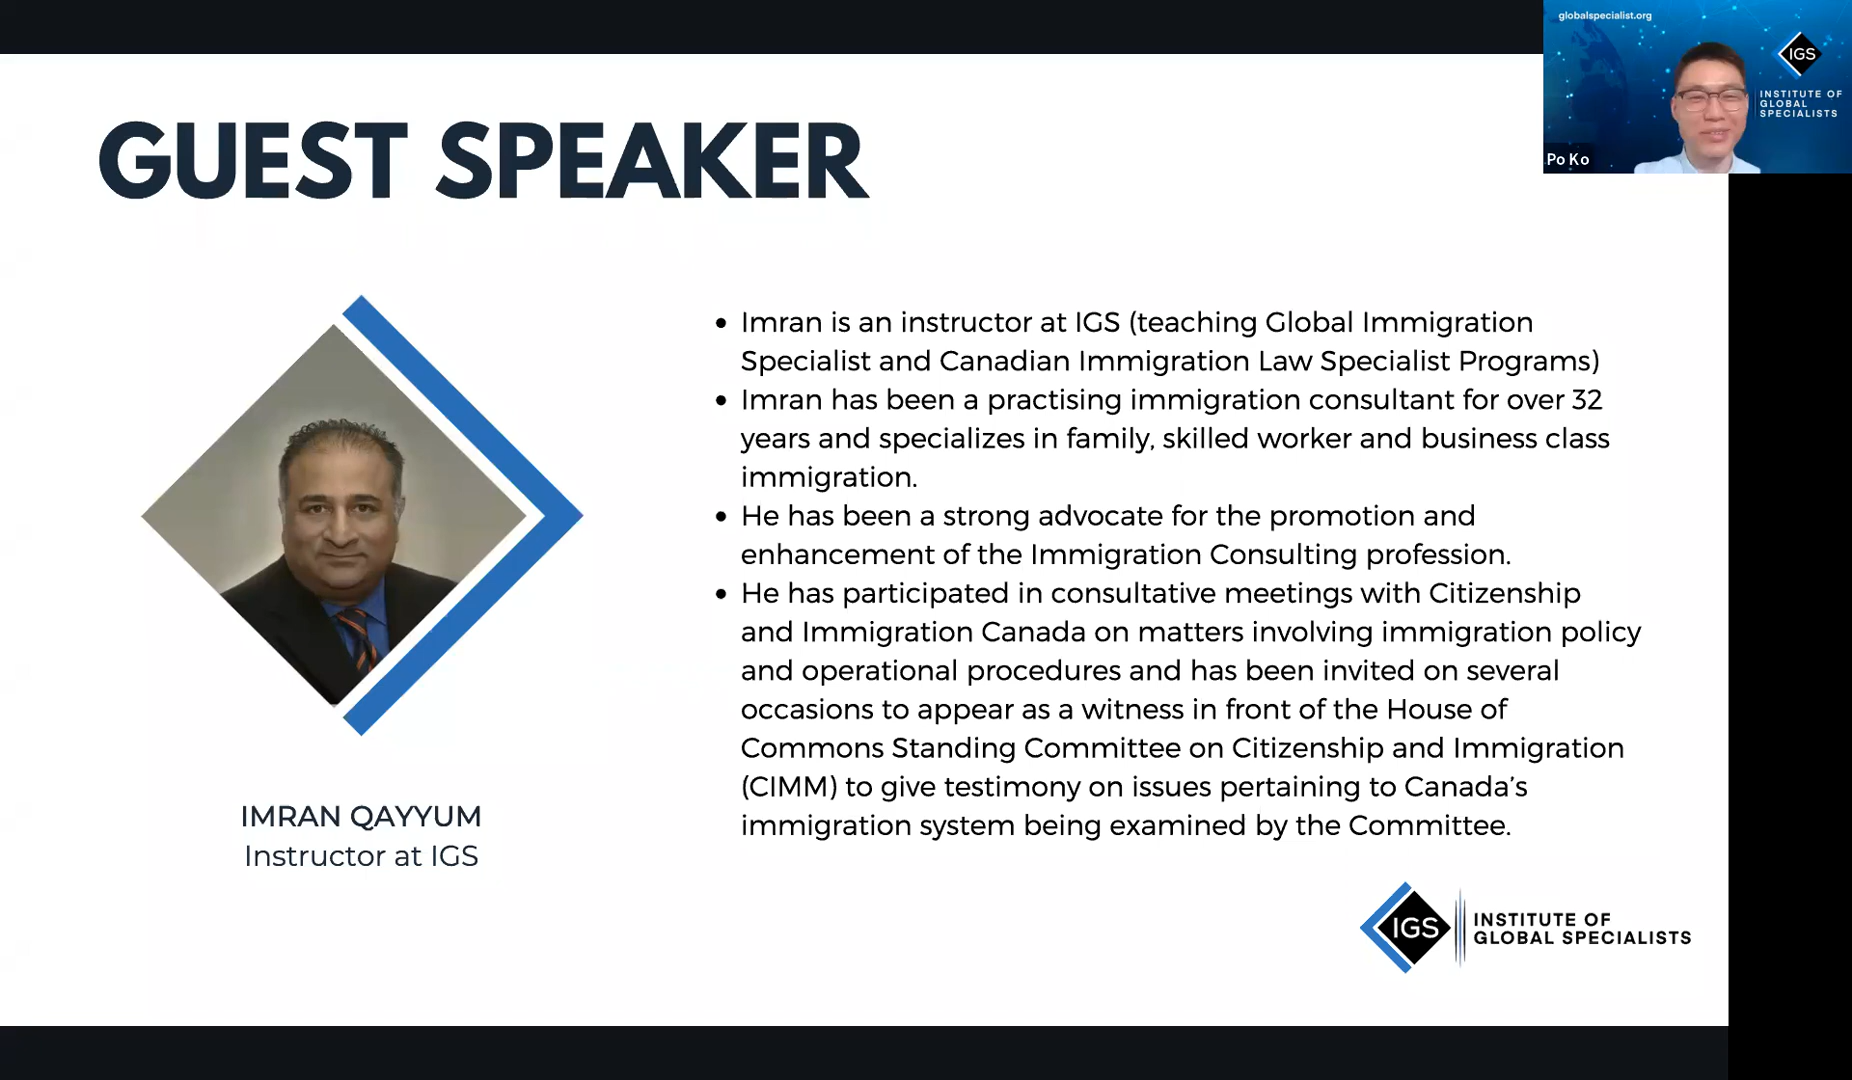 globalspecialist.org
IGS
INSTITUTE OF
GLOBAL
SPECIALISTS
Po Ko
GUEST SPEAKER
• Imran is an instructor at IGS (teaching Global Immigration
Specialist and Canadian Immigration Law Specialist Programs)
• Imran has been a practising immigration consultant for over 32
years and specializes in family, skilled worker and business class
immigration.
• He has been a strong advocate for the promotion and
enhancement of the Immigration Consulting profession.
• He has participated in consultative meetings with Citizenship
and Immigration Canada on matters involving immigration policy
and operational procedures and has been invited on several
occasions to appear as a witness in front of the House of
Commons Standing Committee on Citizenship and Immigration
(CIMM) to give testimony on issues pertaining to Canada’s
immigration system being examined by the Committee.
IMRAN QAYYUM
Instructor at IGS
IGS
INSTITUTE OF
GLOBAL SPECIALISTS